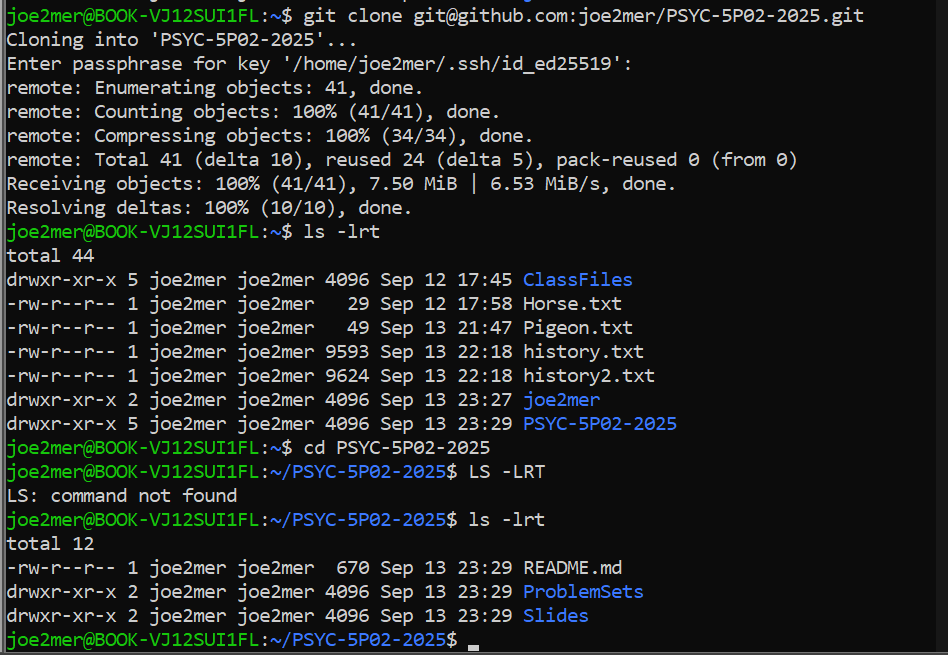 joe2mer@BOOK-VJ12SUI1FL:~$ git clone git@github.com:joe2mer/PSYC-5P02-2025.git
Cloning into 'PSYC-5P02-2025'...
Enter passphrase for key '/home/joe2mer/.ssh/id_ed25519':
remote: Enumerating objects: 41, done.
remote: Counting objects: 100% (41/41), done.
remote: Compressing objects: 100% (34/34), done.
remote: Total 41 (delta 10), reused 24 (delta 5), pack-reused 0 (from 0)
Receiving objects: 100% (41/41), 7.50 MiB | 6.53 MiB/s, done.
Resolving deltas: 100% (10/10), done.
joe2mer@BOOK-VJ12SUI1FL:~$ ls -lrt
total 44
drwxr-xr-x 5 joe2mer joe2mer 4096 Sep 12 17:45 ClassFiles
-rw-r--r-- 1 joe2mer joe2mer   29 Sep 12 17:58 Horse.txt
-rw-r--r-- 1 joe2mer joe2mer   49 Sep 13 21:47 Pigeon.txt
-rw-r--r-- 1 joe2mer joe2mer 9593 Sep 13 22:18 history.txt
-rw-r--r-- 1 joe2mer joe2mer 9624 Sep 13 22:18 history2.txt
drwxr-xr-x 2 joe2mer joe2mer 4096 Sep 13 23:27 joe2mer
drwxr-xr-x 5 joe2mer joe2mer 4096 Sep 13 23:29 PSYC-5P02-2025
joe2mer@BOOK-VJ12SUI1FL:~$ cd PSYC-5P02-2025
joe2mer@BOOK-VJ12SUI1FL:~/PSYC-5P02-2025$ LS -LRT
LS: command not found
joe2mer@BOOK-VJ12SUI1FL:~/PSYC-5P02-2025$ ls -lrt
total 12
-rw-r--r-- 1 joe2mer joe2mer  670 Sep 13 23:29 README.md
drwxr-xr-x 2 joe2mer joe2mer 4096 Sep 13 23:29 ProblemSets
drwxr-xr-x 2 joe2mer joe2mer 4096 Sep 13 23:29 Slides
joe2mer@BOOK-VJ12SUI1FL:~/PSYC-5P02-2025$